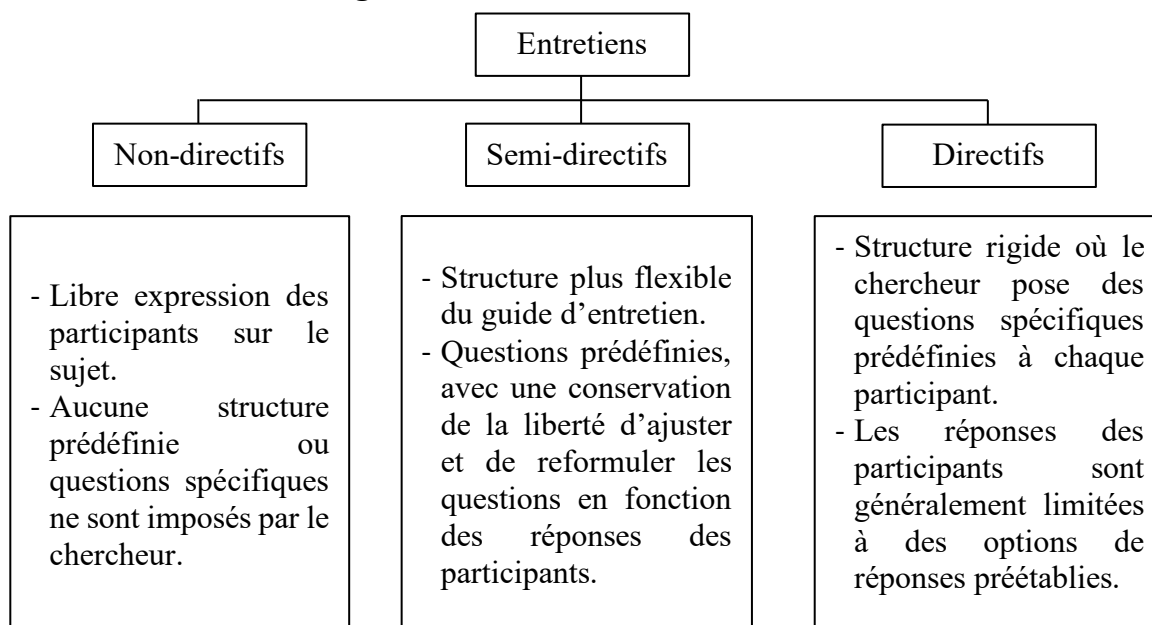 Entretiens
Non-directifs
Semi-directifs
Directifs
- Libre expression des
participants sur le
sujet.
- Aucune structure
prédéfinie ou
questions spécifiques
ne sont imposés par le
chercheur.
- Structure plus flexible
du guide d’entretien.
- Questions prédéfinies,
avec une conservation
de la liberté d’ajuster
et de reformuler les
questions en fonction
des réponses des
participants.
- Structure rigide où le
chercheur pose des
questions spécifiques
prédéfinies à chaque
participant.
- Les réponses des
participants sont
généralement limitées
à des options de
réponses préétablies.